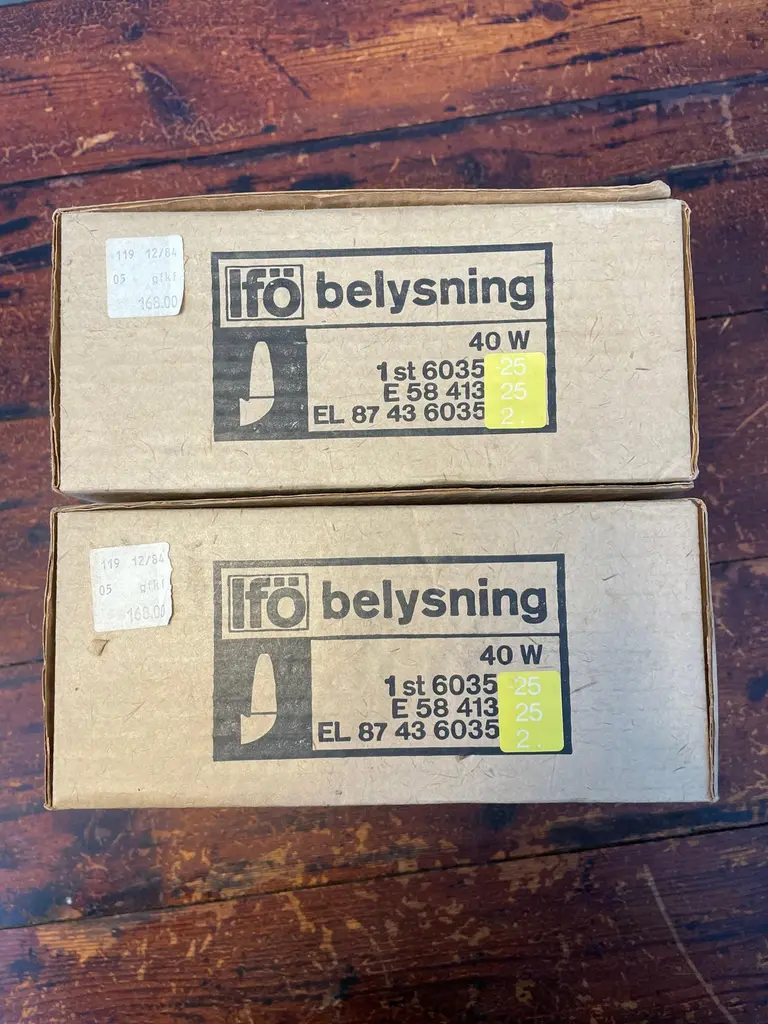 119 12/84
05 gfkf
168.00
Ifö belysning
40 W
1 st 6035 -25
E 58 413 25
EL 87 43 6035 2.
119 12/84
05
168.00
Ifö belysning
40 W
1 st 6035 -25
E 58 413 25
EL 87 43 6035 2.